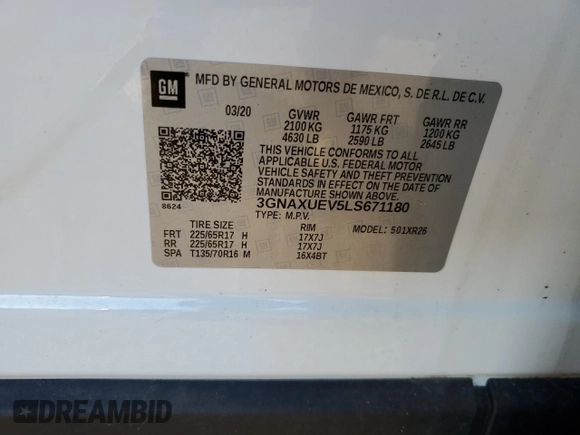 GM
MFD BY GENERAL MOTORS DE MEXICO, S. DE R.L. DE C.V.
03/20 GVWR GAWR FRT GAWR RR
2100 KG 1175 KG 1200 KG
4630 LB 2590 LB 2645 LB
THIS VEHICLE CONFORMS TO ALL
APPLICABLE U.S. FEDERAL MOTOR
VEHICLE SAFETY AND THEFT PREVENTION
STANDARDS IN EFFECT ON THE DATE OF
MANUFACTURE SHOWN ABOVE.
8624
3GNAXUEV5LS671180
TYPE: M.P.V. MODEL: 501XR26
TIRE SIZE RIM
FRT 225/65R17 H 17X7J
RR 225/65R17 H 17X7J
SPA T135/70R16 M 16X4BT
DREAMBID